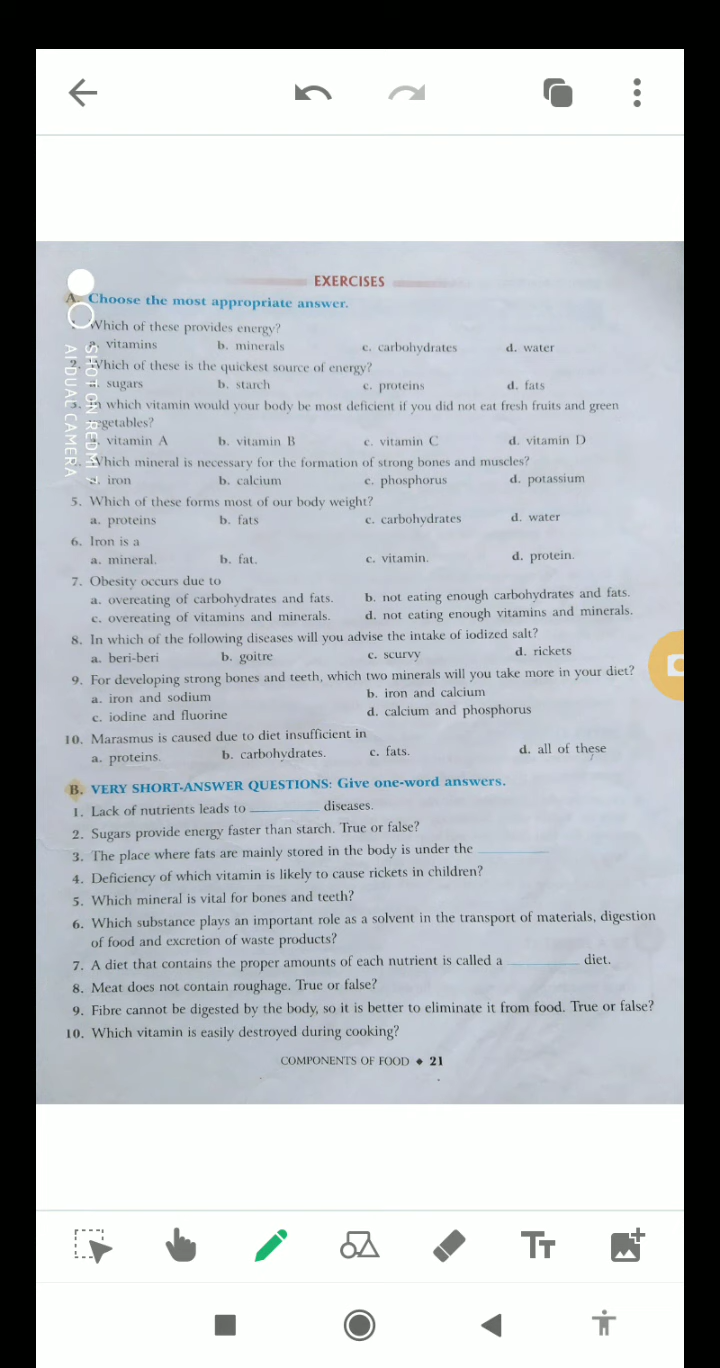 EXERCISES
A. Choose the most appropriate answer.
Which of these provides energy?
a. vitamins b. minerals c. carbohydrates d. water
2. Which of these is the quickest source of energy?
a. sugars b. starch c. proteins d. fats
3. In which vitamin would your body be most deficient if you did not eat fresh fruits and green
vegetables?
a. vitamin A b. vitamin B c. vitamin C d. vitamin D
Which mineral is necessary for the formation of strong bones and muscles?
a. iron b. calcium c. phosphorus d. potassium
5. Which of these forms most of our body weight?
a. proteins b. fats c. carbohydrates d. water
6. Iron is a
a. mineral. b. fat. c. vitamin. d. protein.
7. Obesity occurs due to
a. overeating of carbohydrates and fats. b. not eating enough carbohydrates and fats.
c. overeating of vitamins and minerals. d. not eating enough vitamins and minerals.
8. In which of the following diseases will you advise the intake of iodized salt?
a. beri-beri b. goitre c. scurvy d. rickets
9. For developing strong bones and teeth, which two minerals will you take more in your diet?
a. iron and sodium b. iron and calcium
c. iodine and fluorine d. calcium and phosphorus
10. Marasmus is caused due to diet insufficient in
a. proteins. b. carbohydrates. c. fats. d. all of these
B. VERY SHORT-ANSWER QUESTIONS: Give one-word answers.
1. Lack of nutrients leads to ________ diseases.
2. Sugars provide energy faster than starch. True or false?
3. The place where fats are mainly stored in the body is under the ________
4. Deficiency of which vitamin is likely to cause rickets in children?
5. Which mineral is vital for bones and teeth?
6. Which substance plays an important role as a solvent in the transport of materials, digestion
of food and excretion of waste products?
7. A diet that contains the proper amounts of each nutrient is called a ________ diet.
8. Meat does not contain roughage. True or false?
9. Fibre cannot be digested by the body, so it is better to eliminate it from food. True or false?
10. Which vitamin is easily destroyed during cooking?
COMPONENTS OF FOOD ◆ 21
SHOT ON REDMI 7
AI DUAL CAMERA
TT